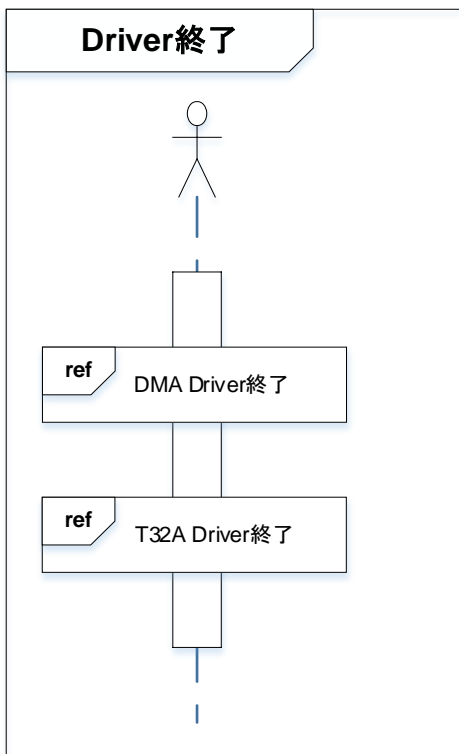 Driver終了
ref
DMA Driver終了
ref
T32A Driver終了